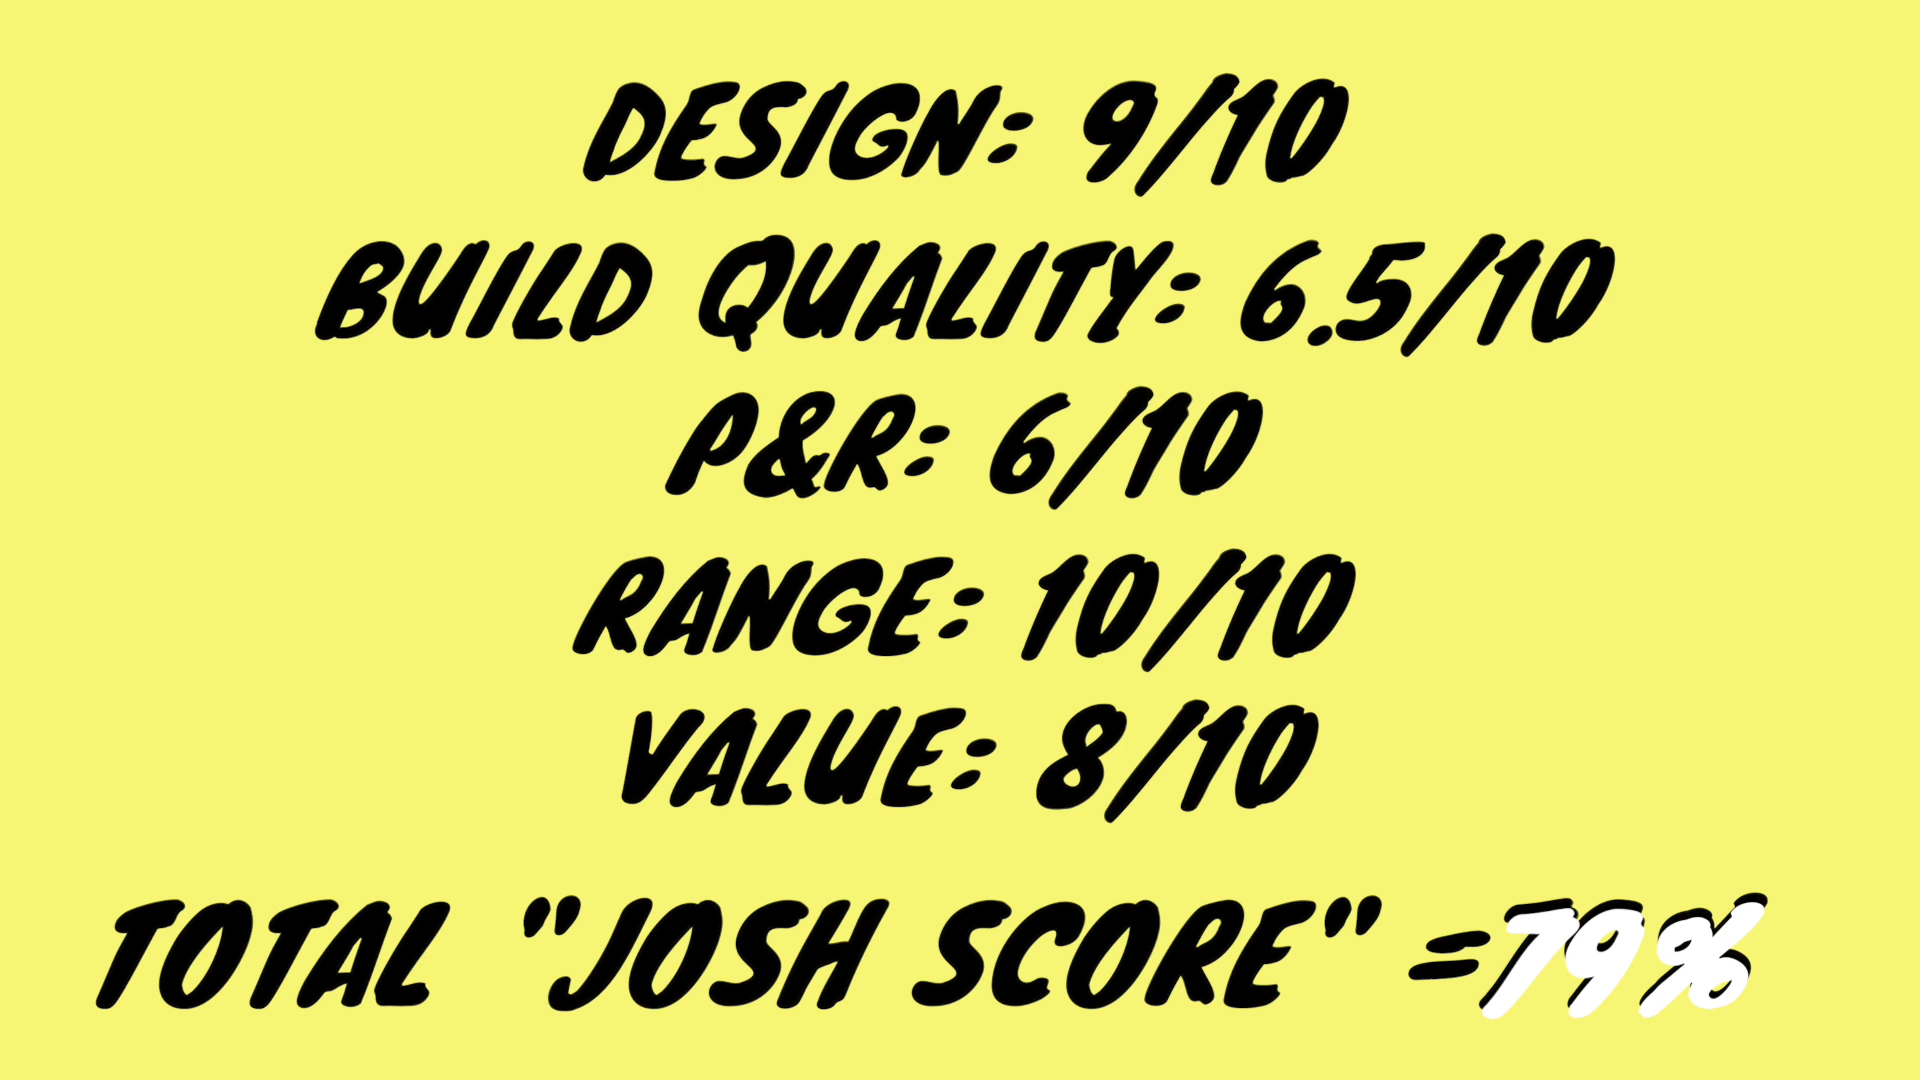 DESIGN: 9/10
BUILD QUALITY: 6.5/10
P&R: 6/10
RANGE: 10/10
VALUE: 8/10
TOTAL "JOSH SCORE" =79%